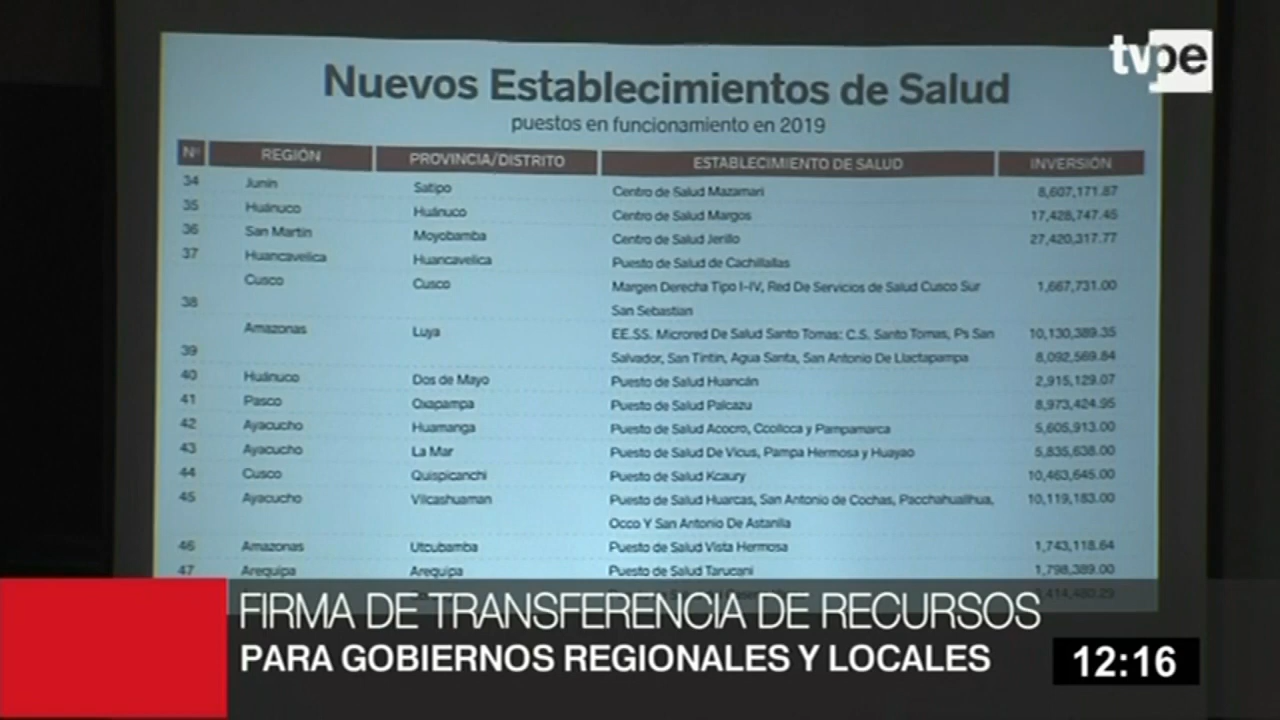 tvpe
Nuevos Establecimientos de Salud
puestos en funcionamiento en 2019
Nº REGIÓN PROVINCIA/DISTRITO ESTABLECIMIENTO DE SALUD INVERSIÓN
34 Junín Satipo Centro de Salud Mazamari 8,607,171.87
35 Huánuco Huánuco Centro de Salud Margos 17,428,747.45
36 San Martín Moyobamba Centro de Salud Jerillo 27,420,317.77
37 Huancavelica Huancavelica Puesto de Salud de Cachillallas
Cusco Cusco Margen Derecha Tipo I-IV, Red De Servicios de Salud Cusco Sur 1,667,731.00
38 San Sebastian
Amazonas Luya EE.SS. Microred De Salud Santo Tomas: C.S. Santo Tomas, Ps San 10,130,389.35
39 Salvador, San Tintin, Agua Santa, San Antonio De Llactapampa 8,092,569.84
40 Huánuco Dos de Mayo Puesto de Salud Huancán 2,915,129.07
41 Pasco Oxapampa Puesto de Salud Palcazu 8,973,424.95
42 Ayacucho Huamanga Puesto de Salud Acocro, Ccollcca y Pampamarca 5,605,913.00
43 Ayacucho La Mar Puesto de Salud De Vicus, Pampa Hermosa y Huayao 5,835,638.00
44 Cusco Quispicanchi Puesto de Salud Kcaury 10,463,645.00
45 Ayacucho Vilcashuaman Puesto de Salud Huarcas, San Antonio de Cochas, Pacchahuallhua, 10,119,183.00
Occo Y San Antonio De Astanlla
46 Amazonas Utcubamba Puesto de Salud Vista Hermosa 1,743,118.64
47 Arequipa Arequipa Puesto de Salud Tarucani 1,798,389.00
FIRMA DE TRANSFERENCIA DE RECURSOS
PARA GOBIERNOS REGIONALES Y LOCALES
12:16